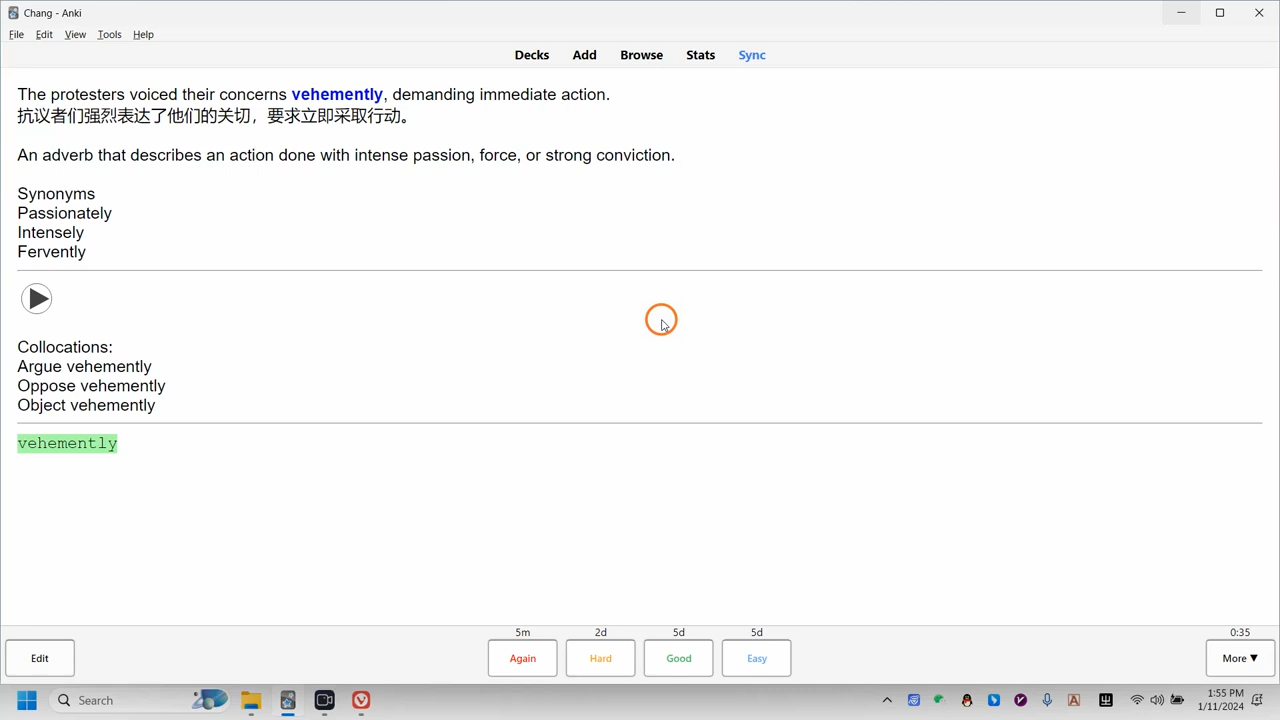 Chang - Anki
File Edit View Tools Help
Decks Add Browse Stats Sync
The protesters voiced their concerns vehemently, demanding immediate action.
抗议者们强烈表达了他们的关切，要求立即采取行动。
An adverb that describes an action done with intense passion, force, or strong conviction.
Synonyms
Passionately
Intensely
Fervently
Collocations:
Argue vehemently
Oppose vehemently
Object vehemently
vehemently
5m 2d 5d 5d 0:35
Edit Again Hard Good Easy More ▼
Search
1:55 PM
1/11/2024